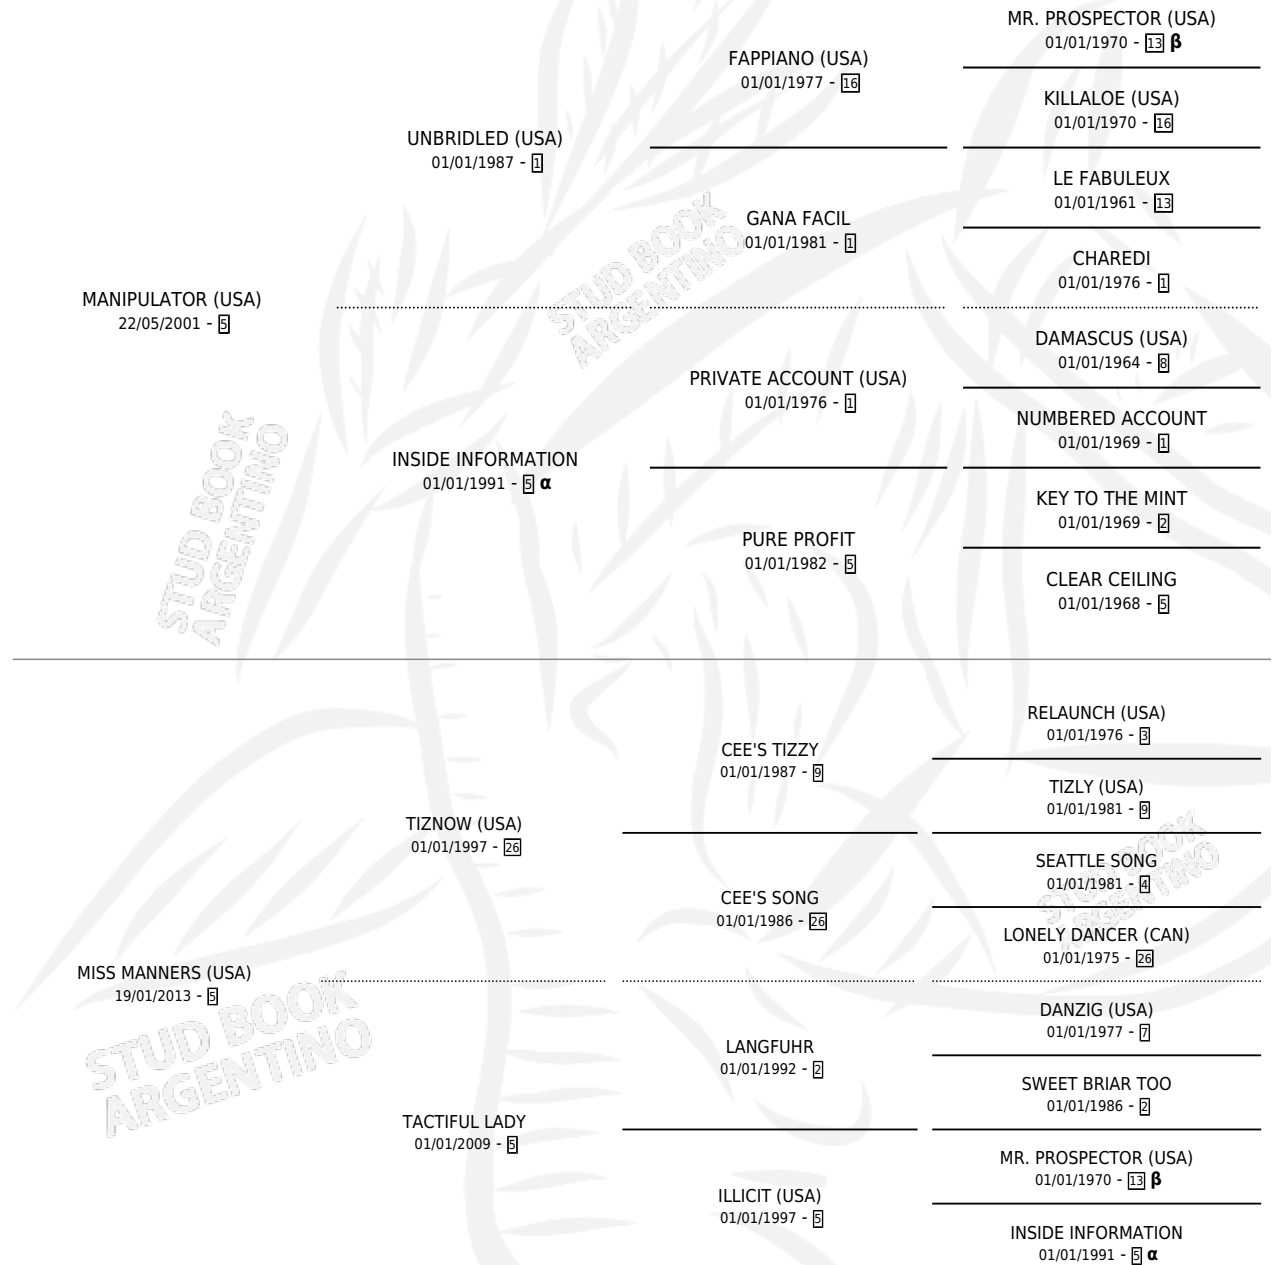 MR. PROSPECTOR (USA)
01/01/1970 - 13 β
FAPPIANO (USA)
01/01/1977 - 16
KILLALOE (USA)
01/01/1970 - 16
UNBRIDLED (USA)
01/01/1987 - 1
LE FABULEUX
01/01/1961 - 13
GANA FACIL
01/01/1981 - 1
CHAREDI
01/01/1976 - 1
MANIPULATOR (USA)
22/05/2001 - 5
DAMASCUS (USA)
01/01/1964 - 8
PRIVATE ACCOUNT (USA)
01/01/1976 - 1
NUMBERED ACCOUNT
01/01/1969 - 1
INSIDE INFORMATION
01/01/1991 - 5 α
KEY TO THE MINT
01/01/1969 - 2
PURE PROFIT
01/01/1982 - 5
CLEAR CEILING
01/01/1968 - 5
RELAUNCH (USA)
01/01/1976 - 3
CEE'S TIZZY
01/01/1987 - 9
TIZLY (USA)
01/01/1981 - 9
TIZNOW (USA)
01/01/1997 - 26
SEATTLE SONG
01/01/1981 - 4
CEE'S SONG
01/01/1986 - 26
LONELY DANCER (CAN)
01/01/1975 - 26
MISS MANNERS (USA)
19/01/2013 - 5
DANZIG (USA)
01/01/1977 - 7
LANGFUHR
01/01/1992 - 2
SWEET BRIAR TOO
01/01/1986 - 2
TACTIFUL LADY
01/01/2009 - 5
MR. PROSPECTOR (USA)
01/01/1970 - 13 β
ILLICIT (USA)
01/01/1997 - 5
INSIDE INFORMATION
01/01/1991 - 5 α
STUD BOOK
ARGENTINO
STUD BOOK
ARGENTINO
STUD BOOK
ARGENTINO
STUD BOOK
ARGENTINO